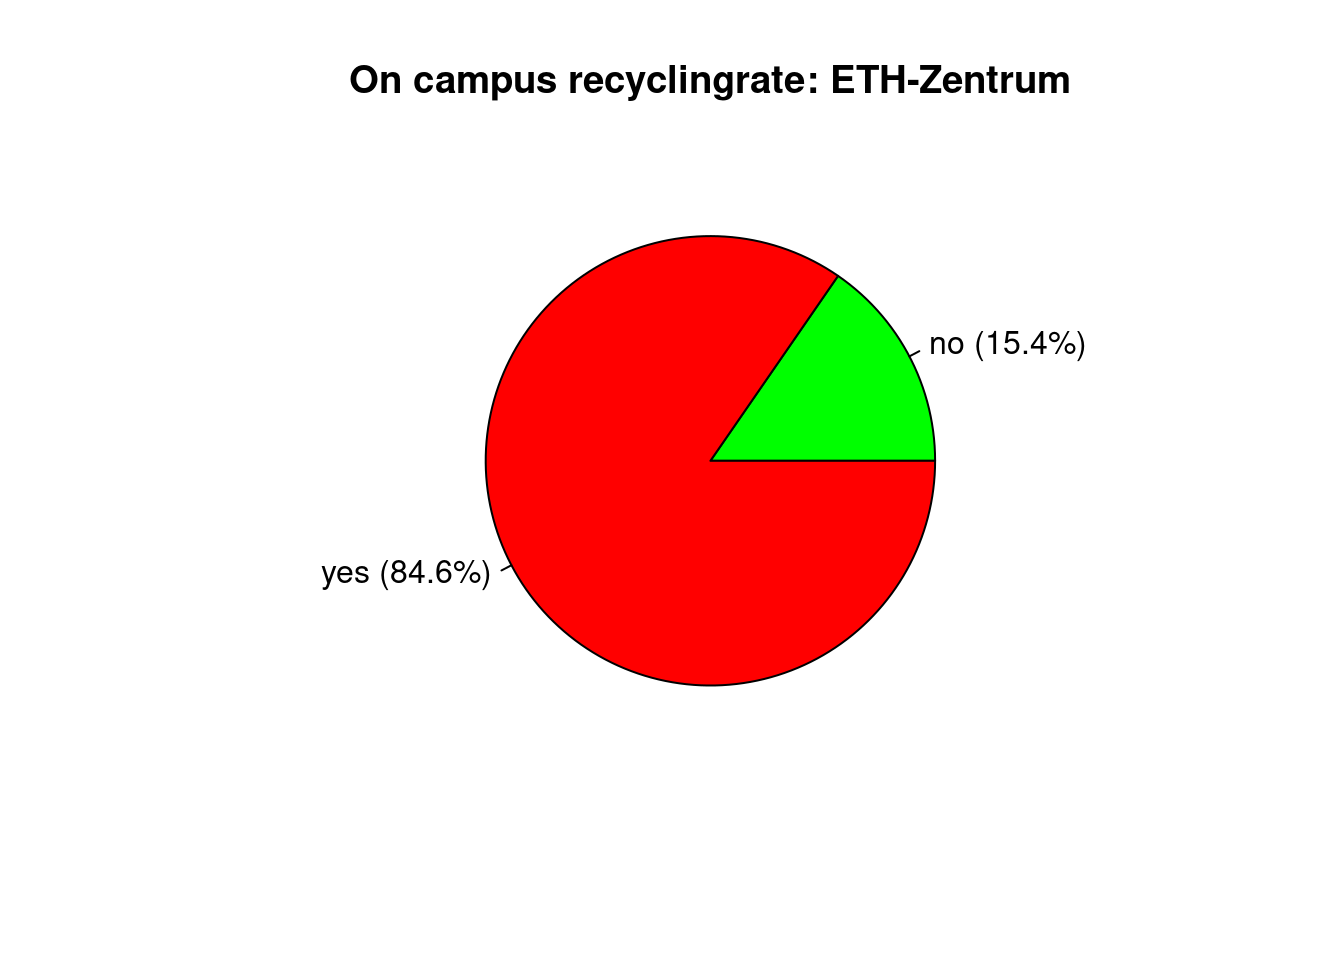 On campus recyclingrate: ETH-Zentrum
no (15.4%)
yes (84.6%)